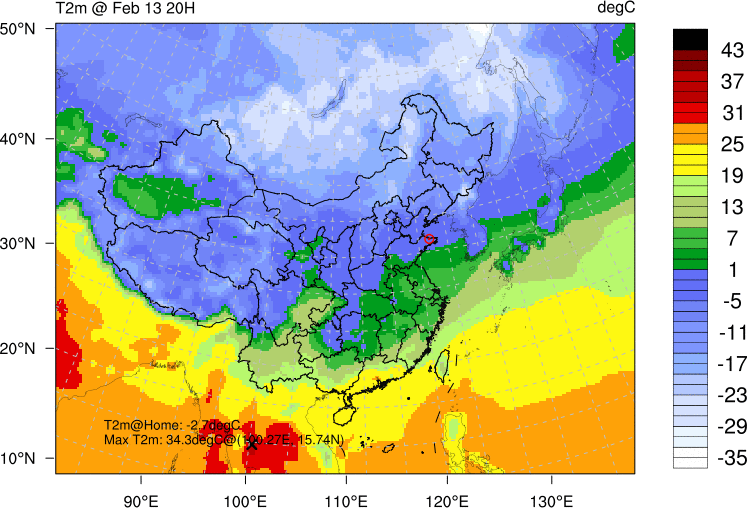 T2m @ Feb 13 20H
degC
50°N
40°N
30°N
20°N
10°N
43
37
31
25
19
13
7
1
-5
-11
-17
-23
-29
-35
T2m@Home: -2.7degC
Max T2m: 34.3degC@(100.27E, 15.74N)
90°E
100°E
110°E
120°E
130°E